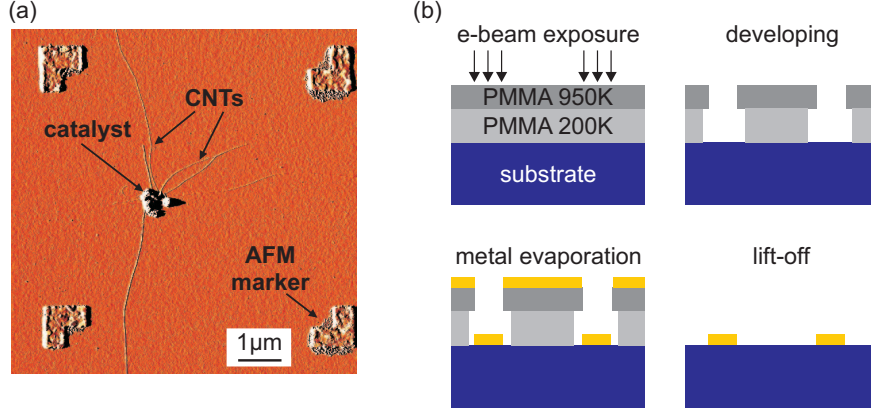 (a)
CNTs
catalyst
AFM
marker
1µm
(b)
e-beam exposure
PMMA 950K
PMMA 200K
substrate
developing
metal evaporation
lift-off